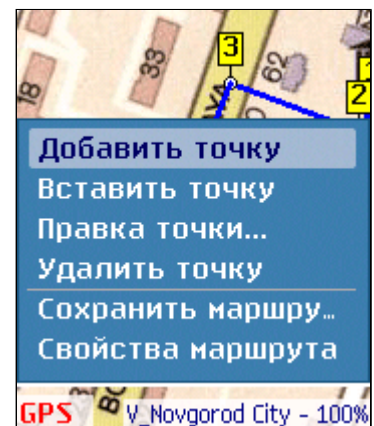 33
3
62
18
2
Добавить точку
Вставить точку
Правка точки...
Удалить точку
Сохранить маршру…
Свойства маршрута
GPS V_Novgorod City - 100%